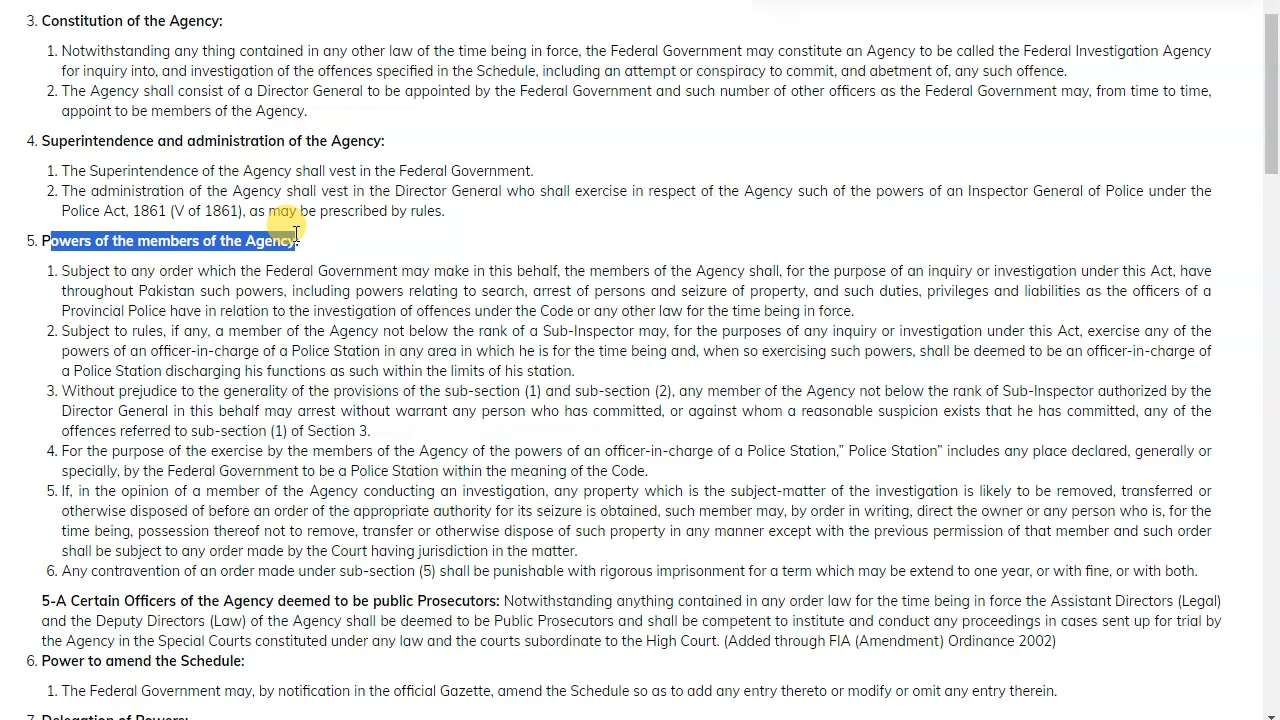 3. Constitution of the Agency:
1. Notwithstanding any thing contained in any other law of the time being in force, the Federal Government may constitute an Agency to be called the Federal Investigation Agency
for inquiry into, and investigation of the offences specified in the Schedule, including an attempt or conspiracy to commit, and abetment of, any such offence.
2. The Agency shall consist of a Director General to be appointed by the Federal Government and such number of other officers as the Federal Government may, from time to time,
appoint to be members of the Agency.
4. Superintendence and administration of the Agency:
1. The Superintendence of the Agency shall vest in the Federal Government.
2. The administration of the Agency shall vest in the Director General who shall exercise in respect of the Agency such of the powers of an Inspector General of Police under the
Police Act, 1861 (V of 1861), as may be prescribed by rules.
5. Powers of the members of the Agency:
1. Subject to any order which the Federal Government may make in this behalf, the members of the Agency shall, for the purpose of an inquiry or investigation under this Act, have
throughout Pakistan such powers, including powers relating to search, arrest of persons and seizure of property, and such duties, privileges and liabilities as the officers of a
Provincial Police have in relation to the investigation of offences under the Code or any other law for the time being in force.
2. Subject to rules, if any, a member of the Agency not below the rank of a Sub-Inspector may, for the purposes of any inquiry or investigation under this Act, exercise any of the
powers of an officer-in-charge of a Police Station in any area in which he is for the time being and, when so exercising such powers, shall be deemed to be an officer-in-charge of
a Police Station discharging his functions as such within the limits of his station.
3. Without prejudice to the generality of the provisions of the sub-section (1) and sub-section (2), any member of the Agency not below the rank of Sub-Inspector authorized by the
Director General in this behalf may arrest without warrant any person who has committed, or against whom a reasonable suspicion exists that he has committed, any of the
offences referred to sub-section (1) of Section 3.
4. For the purpose of the exercise by the members of the Agency of the powers of an officer-in-charge of a Police Station,” Police Station” includes any place declared, generally or
specially, by the Federal Government to be a Police Station within the meaning of the Code.
5. If, in the opinion of a member of the Agency conducting an investigation, any property which is the subject-matter of the investigation is likely to be removed, transferred or
otherwise disposed of before an order of the appropriate authority for its seizure is obtained, such member may, by order in writing, direct the owner or any person who is, for the
time being, possession thereof not to remove, transfer or otherwise dispose of such property in any manner except with the previous permission of that member and such order
shall be subject to any order made by the Court having jurisdiction in the matter.
6. Any contravention of an order made under sub-section (5) shall be punishable with rigorous imprisonment for a term which may be extend to one year, or with fine, or with both.
5-A Certain Officers of the Agency deemed to be public Prosecutors: Notwithstanding anything contained in any order law for the time being in force the Assistant Directors (Legal)
and the Deputy Directors (Law) of the Agency shall be deemed to be Public Prosecutors and shall be competent to institute and conduct any proceedings in cases sent up for trial by
the Agency in the Special Courts constituted under any law and the courts subordinate to the High Court. (Added through FIA (Amendment) Ordinance 2002)
6. Power to amend the Schedule:
1. The Federal Government may, by notification in the official Gazette, amend the Schedule so as to add any entry thereto or modify or omit any entry therein.
7. Delegation of Powers: